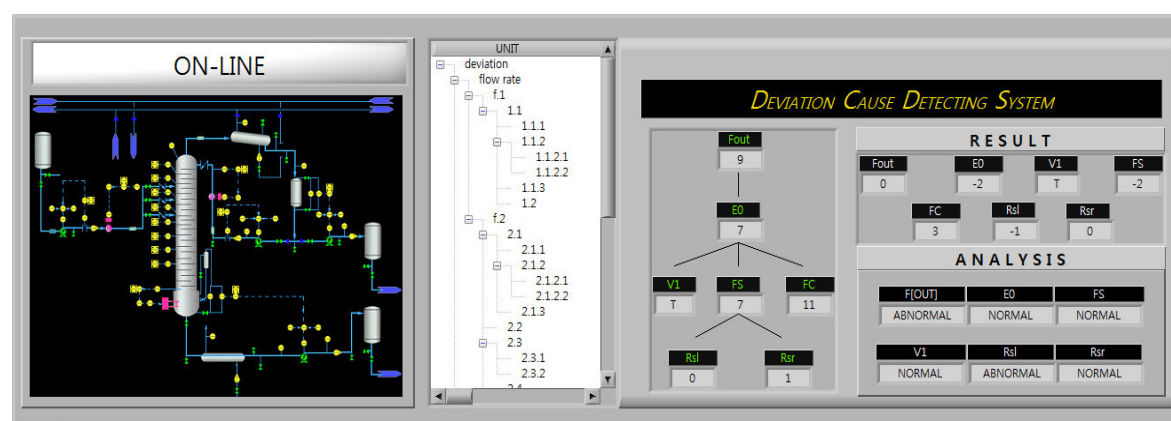 ON-LINE
UNIT
deviation
flow rate
f.1
1.1
1.1.1
1.1.2
1.1.2.1
1.1.2.2
1.1.3
1.2
f.2
2.1
2.1.1
2.1.2
2.1.2.1
2.1.2.2
2.1.3
2.2
2.3
2.3.1
2.3.2
2.4
DEVIATION CAUSE DETECTING SYSTEM
Fout
9
E0
7
V1 FS FC
T 7 11
Rsl Rsr
0 1
RESULT
Fout E0 V1 FS
0 -2 T -2
FC Rsl Rsr
3 -1 0
ANALYSIS
F[OUT] E0 FS
ABNORMAL NORMAL NORMAL
V1 Rsl Rsr
NORMAL ABNORMAL NORMAL